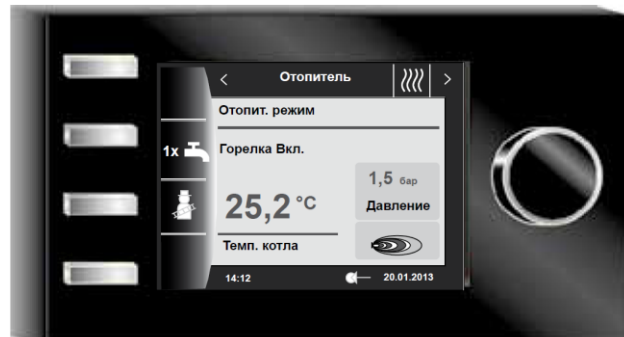 < Отопитель >
Отопит. режим
1x
Горелка Вкл.
1,5 бар
Давление
25,2 °C
Темп. котла
14:12
20.01.2013